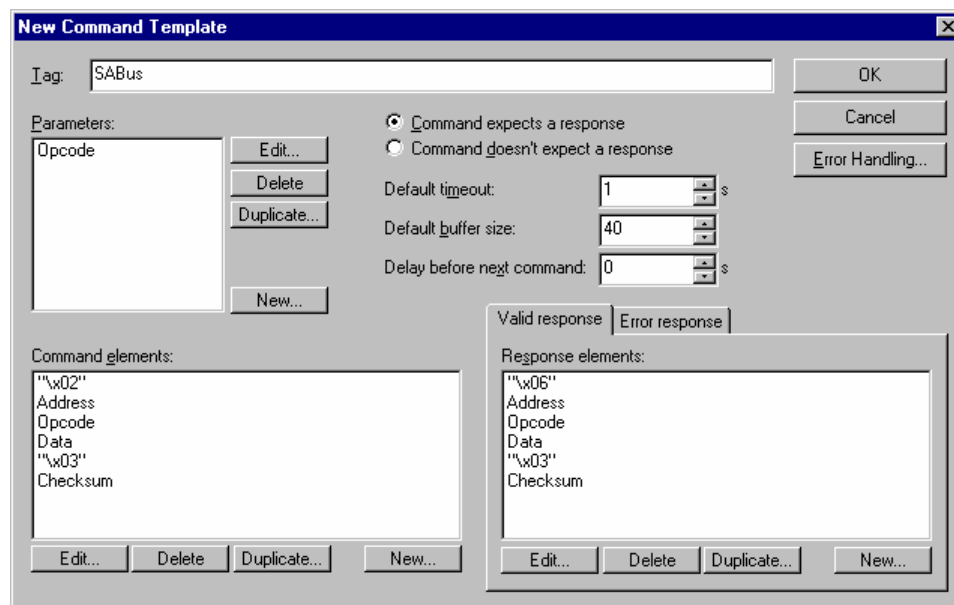 New Command Template
Tag: SABus
OK
Parameters:
Opcode
Edit...
Delete
Duplicate...
New...
Command expects a response
Command doesn't expect a response
Default timeout: 1 s
Default buffer size: 40
Delay before next command: 0 s
Cancel
Error Handling...
Command elements:
"\x02"
Address
Opcode
Data
"\x03"
Checksum
Edit... Delete Duplicate... New...
Valid response Error response
Response elements:
"\x06"
Address
Opcode
Data
"\x03"
Checksum
Edit... Delete Duplicate... New...